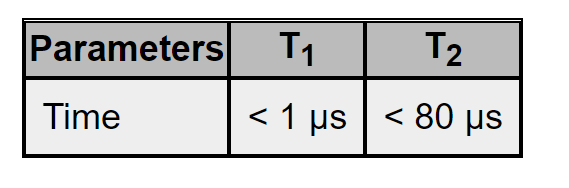 Parameters T₁ T₂
Time < 1 µs < 80 µs